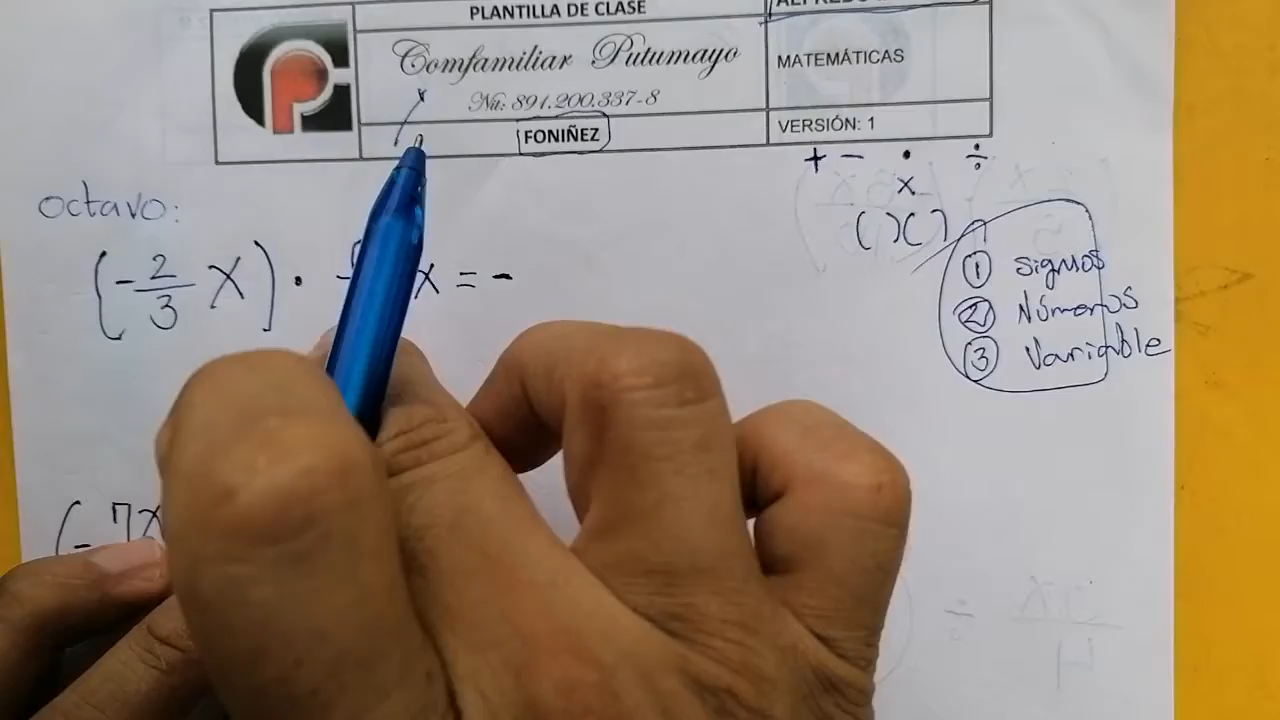 PLANTILLA DE CLASE
Comfamiliar Putumayo
MATEMÁTICAS
Nit: 891.200.337-8
FONIÑEZ
VERSIÓN: 1
+ - · ÷
x
( )( )
octavo:
(-2/3 X) · x = -
① Signos
② Números
③ Variable
(-7x